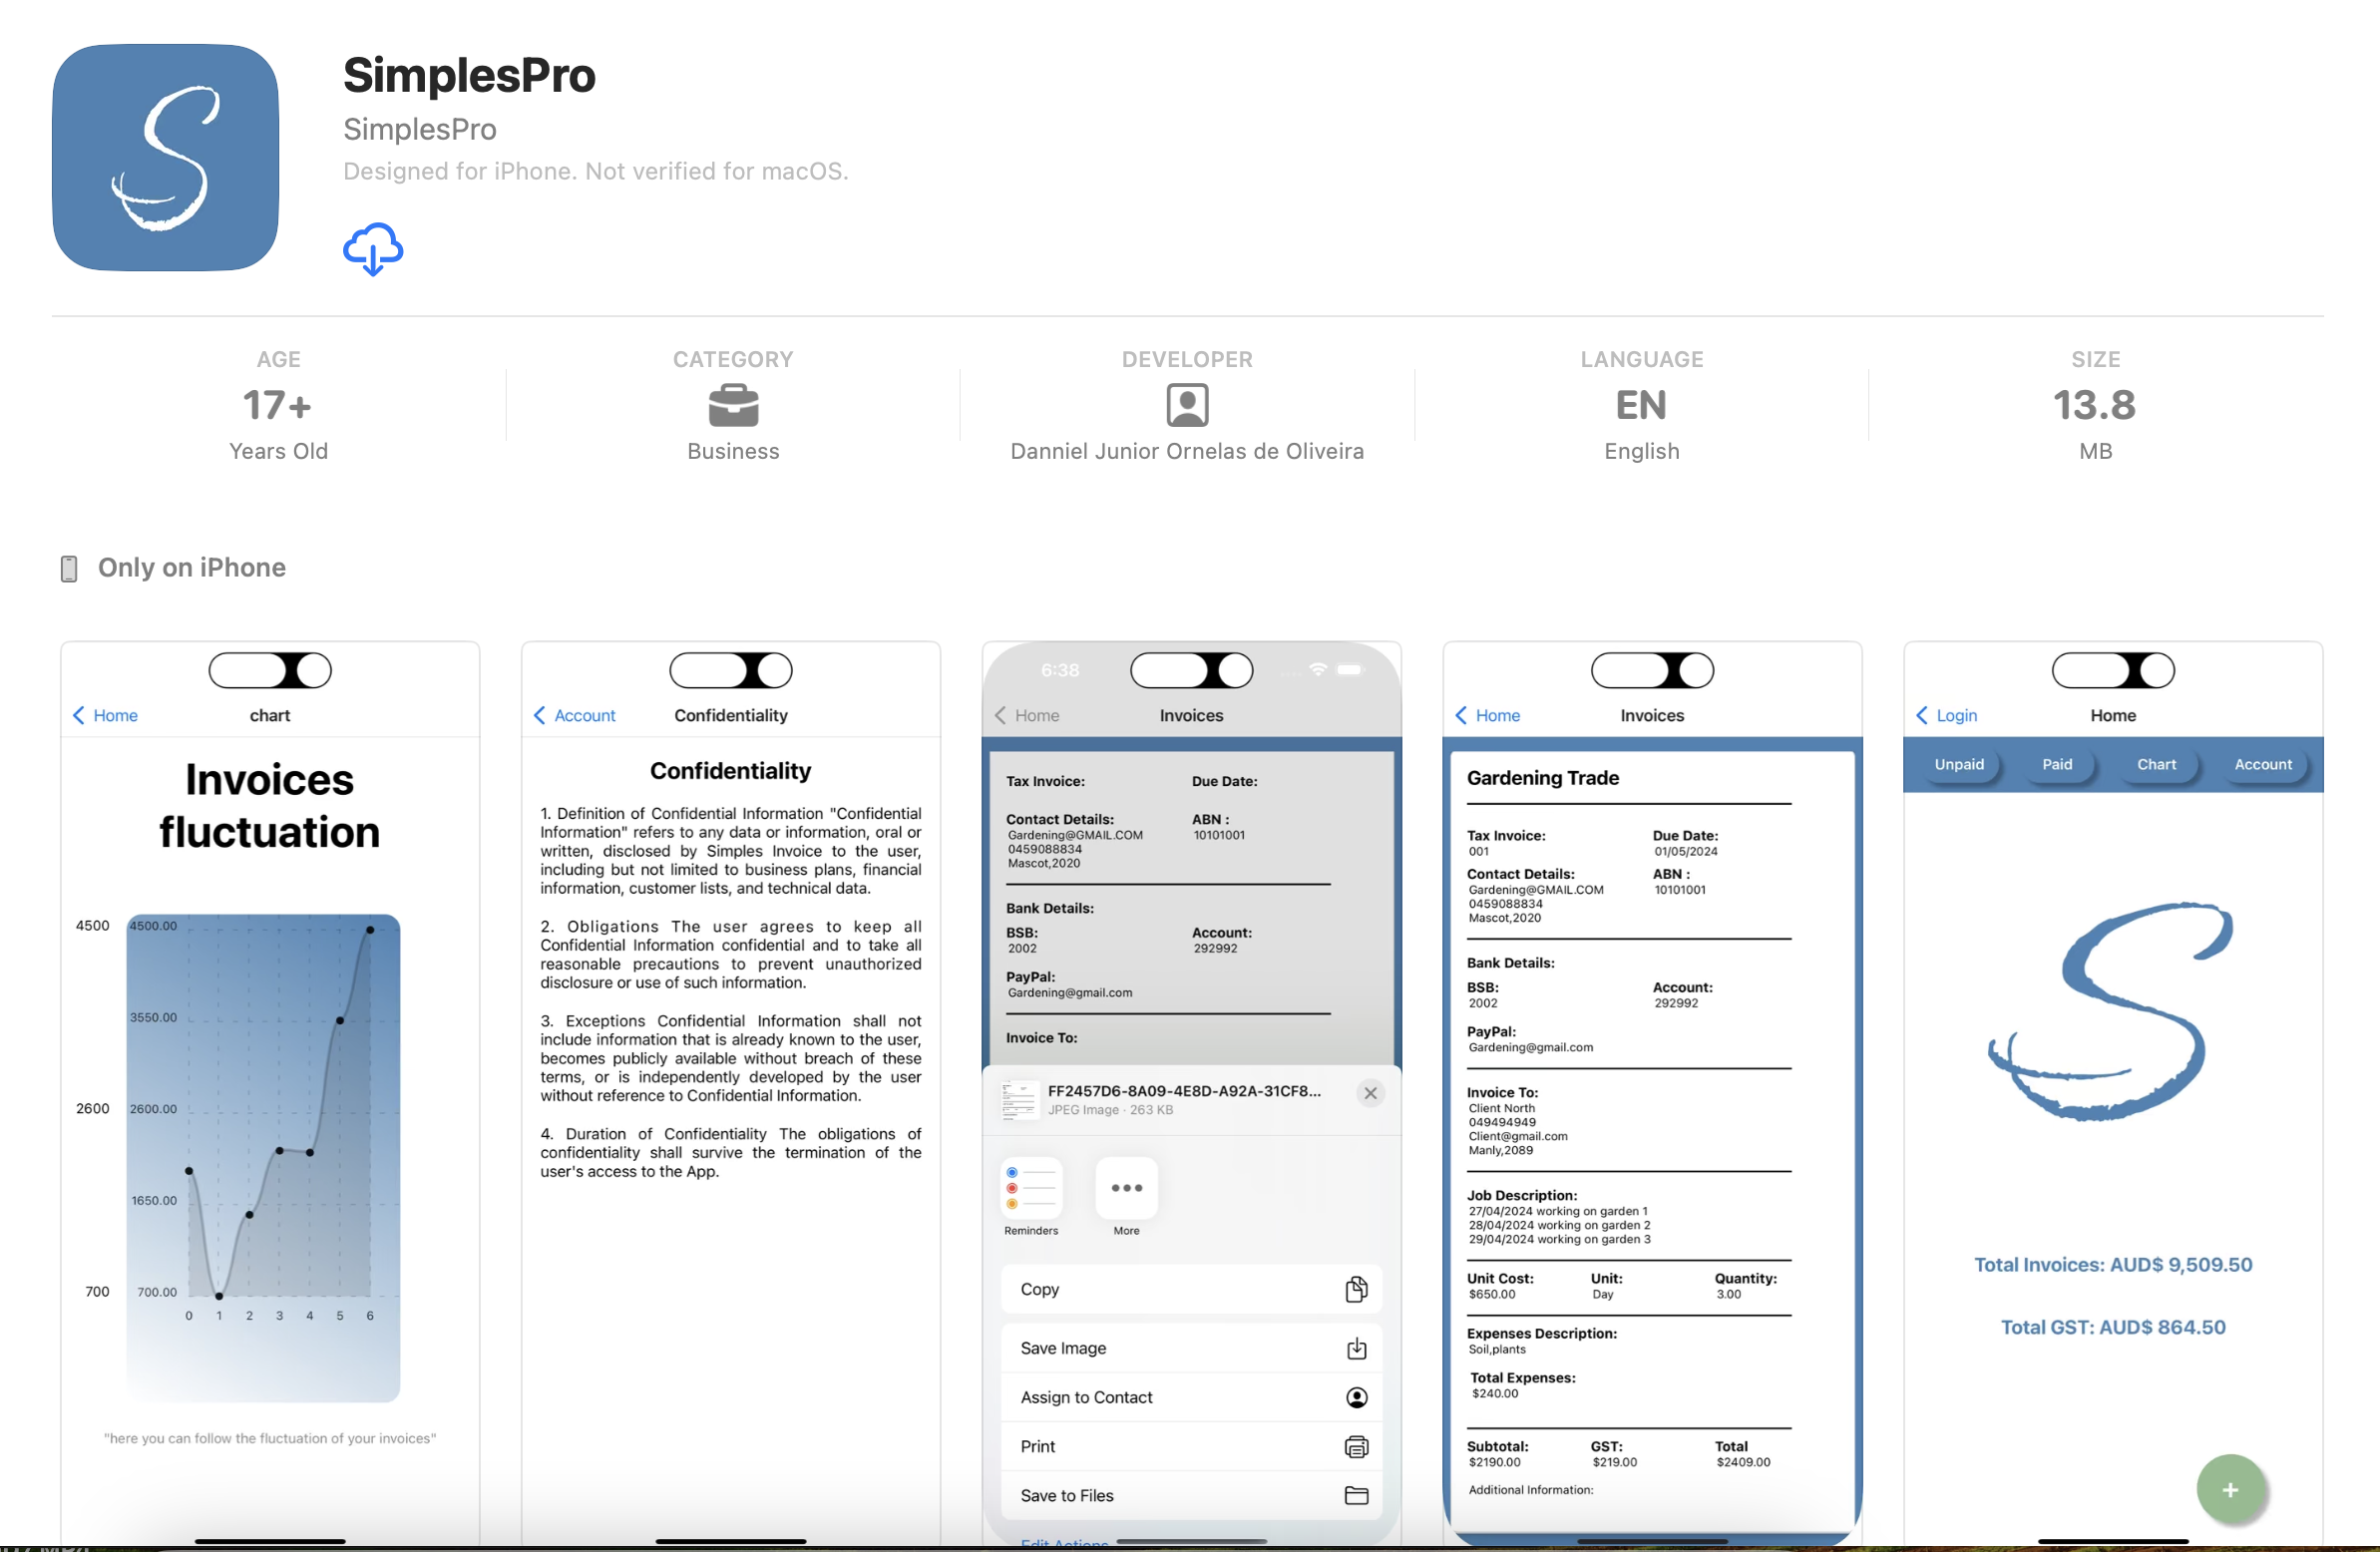 SimplesPro
SimplesPro
Designed for iPhone. Not verified for macOS.
AGE
17+
Years Old
CATEGORY
Business
DEVELOPER
Danniel Junior Ornelas de Oliveira
LANGUAGE
EN
English
SIZE
13.8
MB
Only on iPhone
Home
chart
Invoices
fluctuation
4500
2600
700
4500.00
3550.00
2600.00
1650.00
700.00
0 1 2 3 4 5 6
"here you can follow the fluctuation of your invoices"
Account
Confidentiality
Confidentiality
1. Definition of Confidential Information "Confidential
Information" refers to any data or information, oral or
written, disclosed by Simples Invoice to the user,
including but not limited to business plans, financial
information, customer lists, and technical data.
2. Obligations The user agrees to keep all
Confidential Information confidential and to take all
reasonable precautions to prevent unauthorized
disclosure or use of such information.
3. Exceptions Confidential Information shall not
include information that is already known to the user,
becomes publicly available without breach of these
terms, or is independently developed by the user
without reference to Confidential Information.
4. Duration of Confidentiality The obligations of
confidentiality shall survive the termination of the
user's access to the App.
6:38
Home
Invoices
Tax Invoice: Due Date:
Contact Details: ABN :
Gardening@GMAIL.COM 10101001
0459088834
Mascot,2020
Bank Details:
BSB: Account:
2002 292992
PayPal:
Gardening@gmail.com
Invoice To:
FF2457D6-8A09-4E8D-A92A-31CF8...
JPEG Image · 263 KB
Reminders
More
Copy
Save Image
Assign to Contact
Print
Save to Files
Edit Actions
Home
Invoices
Gardening Trade
Tax Invoice: Due Date:
001 01/05/2024
Contact Details: ABN :
Gardening@GMAIL.COM 10101001
0459088834
Mascot,2020
Bank Details:
BSB: Account:
2002 292992
PayPal:
Gardening@gmail.com
Invoice To:
Client North
049494949
Client@gmail.com
Manly,2089
Job Description:
27/04/2024 working on garden 1
28/04/2024 working on garden 2
29/04/2024 working on garden 3
Unit Cost: Unit: Quantity:
$650.00 Day 3.00
Expenses Description:
Soil,plants
Total Expenses:
$240.00
Subtotal: GST: Total
$2190.00 $219.00 $2409.00
Additional Information:
Login
Home
Unpaid
Paid
Chart
Account
S
Total Invoices: AUD$ 9,509.50
Total GST: AUD$ 864.50
+